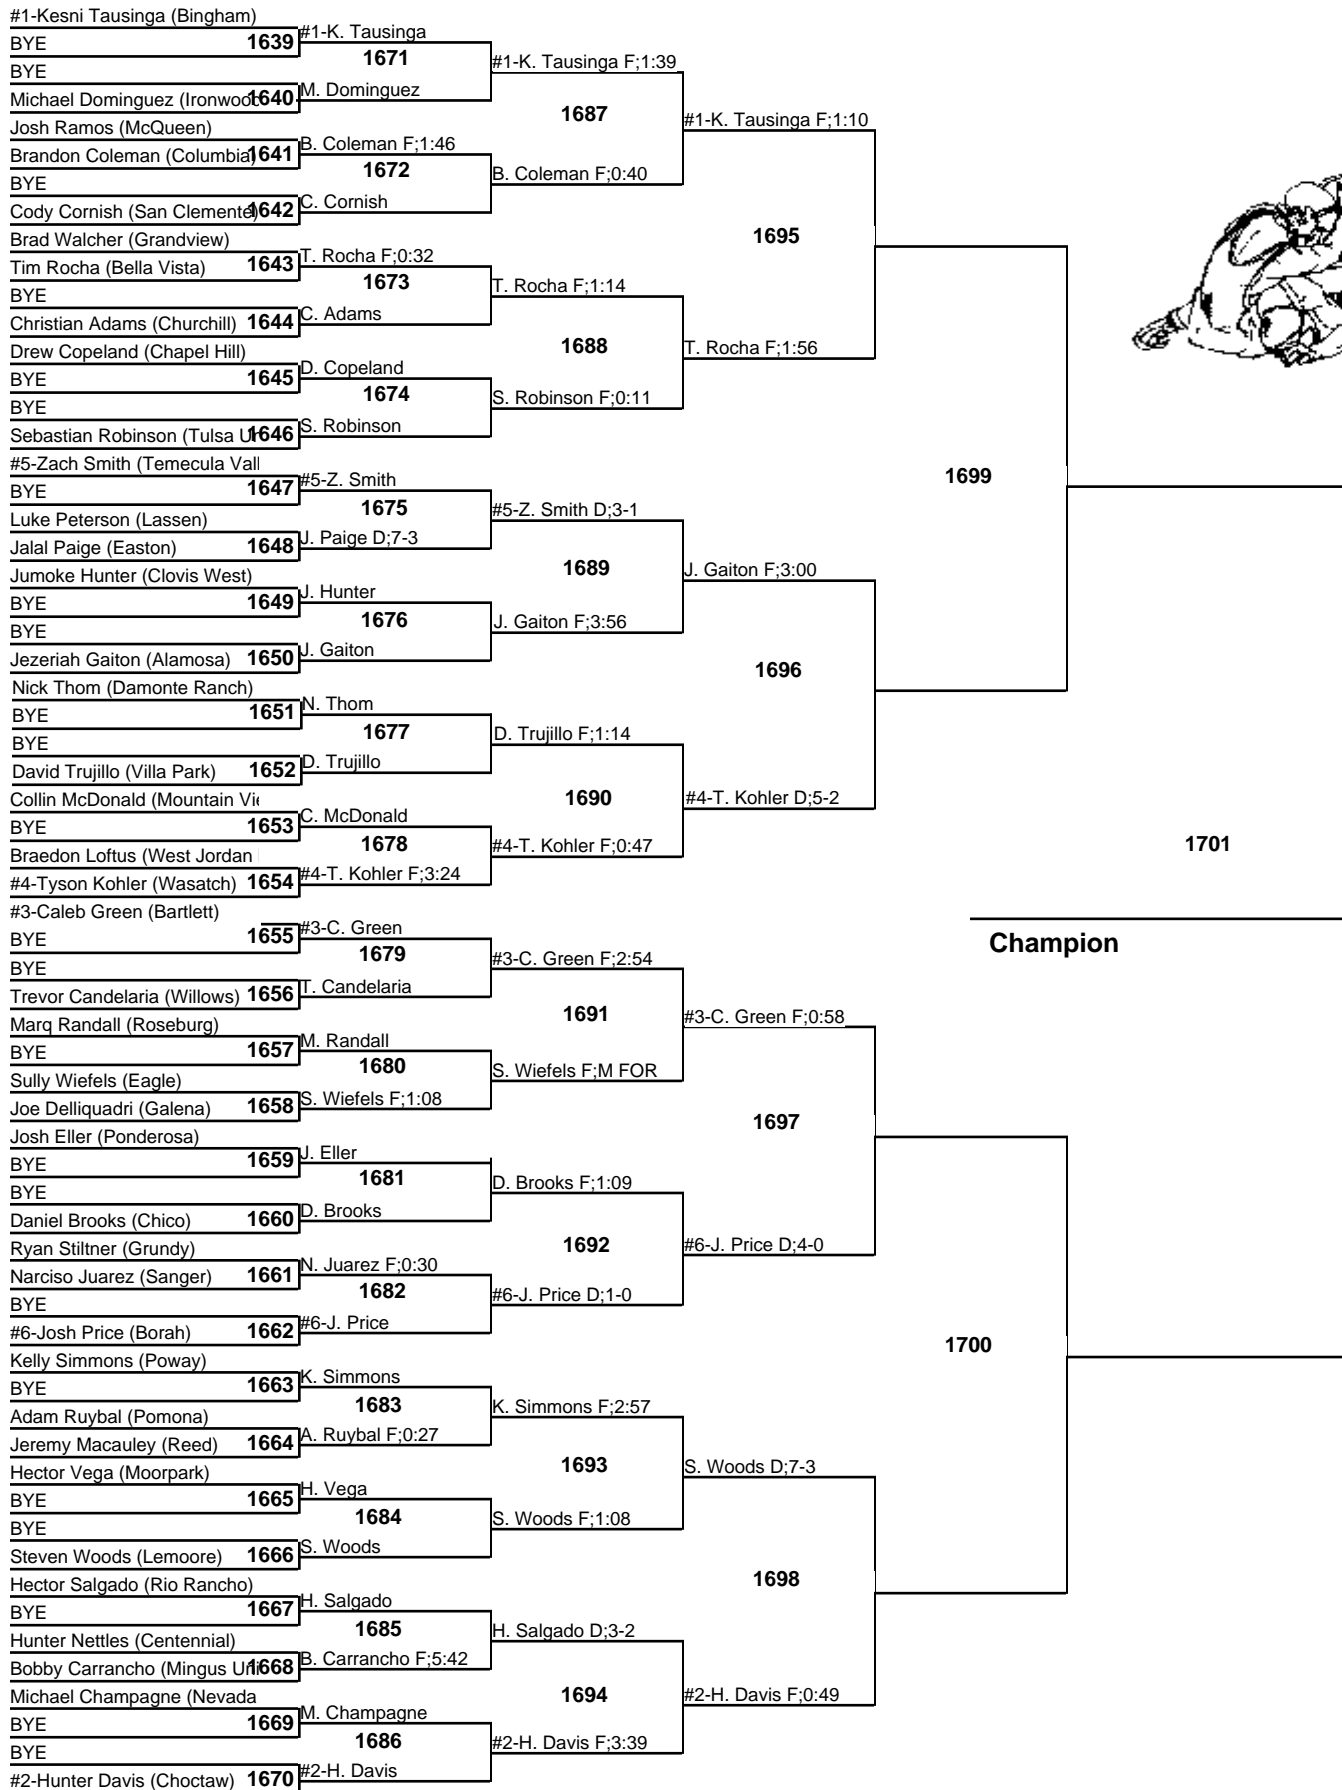 #1-Kesni Tausinga (Bingham)
BYE
1639
#1-K. Tausinga
1671
BYE
Michael Dominguez (Ironwood
1640
M. Dominguez
#1-K. Tausinga F;1:39
1687
Josh Ramos (McQueen)
Brandon Coleman (Columbia)
1641
B. Coleman F;1:46
1672
BYE
Cody Cornish (San Clemente)
1642
C. Cornish
B. Coleman F;0:40
#1-K. Tausinga F;1:10
1695
Brad Walcher (Grandview)
Tim Rocha (Bella Vista)
1643
T. Rocha F;0:32
1673
BYE
Christian Adams (Churchill)
1644
C. Adams
T. Rocha F;1:14
1688
Drew Copeland (Chapel Hill)
BYE
1645
D. Copeland
1674
BYE
Sebastian Robinson (Tulsa Un
1646
S. Robinson
S. Robinson F;0:11
T. Rocha F;1:56
1699
#5-Zach Smith (Temecula Vall
BYE
1647
#5-Z. Smith
1675
Luke Peterson (Lassen)
Jalal Paige (Easton)
1648
J. Paige D;7-3
#5-Z. Smith D;3-1
1689
Jumoke Hunter (Clovis West)
BYE
1649
J. Hunter
1676
BYE
Jezeriah Gaiton (Alamosa)
1650
J. Gaiton
J. Gaiton F;3:56
J. Gaiton F;3:00
1696
Nick Thom (Damonte Ranch)
BYE
1651
N. Thom
1677
BYE
David Trujillo (Villa Park)
1652
D. Trujillo
D. Trujillo F;1:14
1690
Collin McDonald (Mountain Vie
BYE
1653
C. McDonald
1678
Braedon Loftus (West Jordan
#4-Tyson Kohler (Wasatch)
1654
#4-T. Kohler F;3:24
#4-T. Kohler F;0:47
#4-T. Kohler D;5-2
1701
Champion
#3-Caleb Green (Bartlett)
BYE
1655
#3-C. Green
1679
BYE
Trevor Candelaria (Willows)
1656
T. Candelaria
#3-C. Green F;2:54
1691
Marq Randall (Roseburg)
BYE
1657
M. Randall
1680
Sully Wiefels (Eagle)
Joe Delliquadri (Galena)
1658
S. Wiefels F;1:08
S. Wiefels F;M FOR
#3-C. Green F;0:58
1697
Josh Eller (Ponderosa)
BYE
1659
J. Eller
1681
BYE
Daniel Brooks (Chico)
1660
D. Brooks
D. Brooks F;1:09
1692
Ryan Stiltner (Grundy)
Narciso Juarez (Sanger)
1661
N. Juarez F;0:30
1682
BYE
#6-Josh Price (Borah)
1662
#6-J. Price
#6-J. Price D;1-0
#6-J. Price D;4-0
1700
Kelly Simmons (Poway)
BYE
1663
K. Simmons
1683
Adam Ruybal (Pomona)
Jeremy Macauley (Reed)
1664
A. Ruybal F;0:27
K. Simmons F;2:57
1693
Hector Vega (Moorpark)
BYE
1665
H. Vega
1684
BYE
Steven Woods (Lemoore)
1666
S. Woods
S. Woods F;1:08
S. Woods D;7-3
1698
Hector Salgado (Rio Rancho)
BYE
1667
H. Salgado
1685
Hunter Nettles (Centennial)
Bobby Carrancho (Mingus Uni
1668
B. Carrancho F;5:42
H. Salgado D;3-2
1694
Michael Champagne (Nevada
BYE
1669
M. Champagne
1686
BYE
#2-Hunter Davis (Choctaw)
1670
#2-H. Davis
#2-H. Davis F;3:39
#2-H. Davis F;0:49